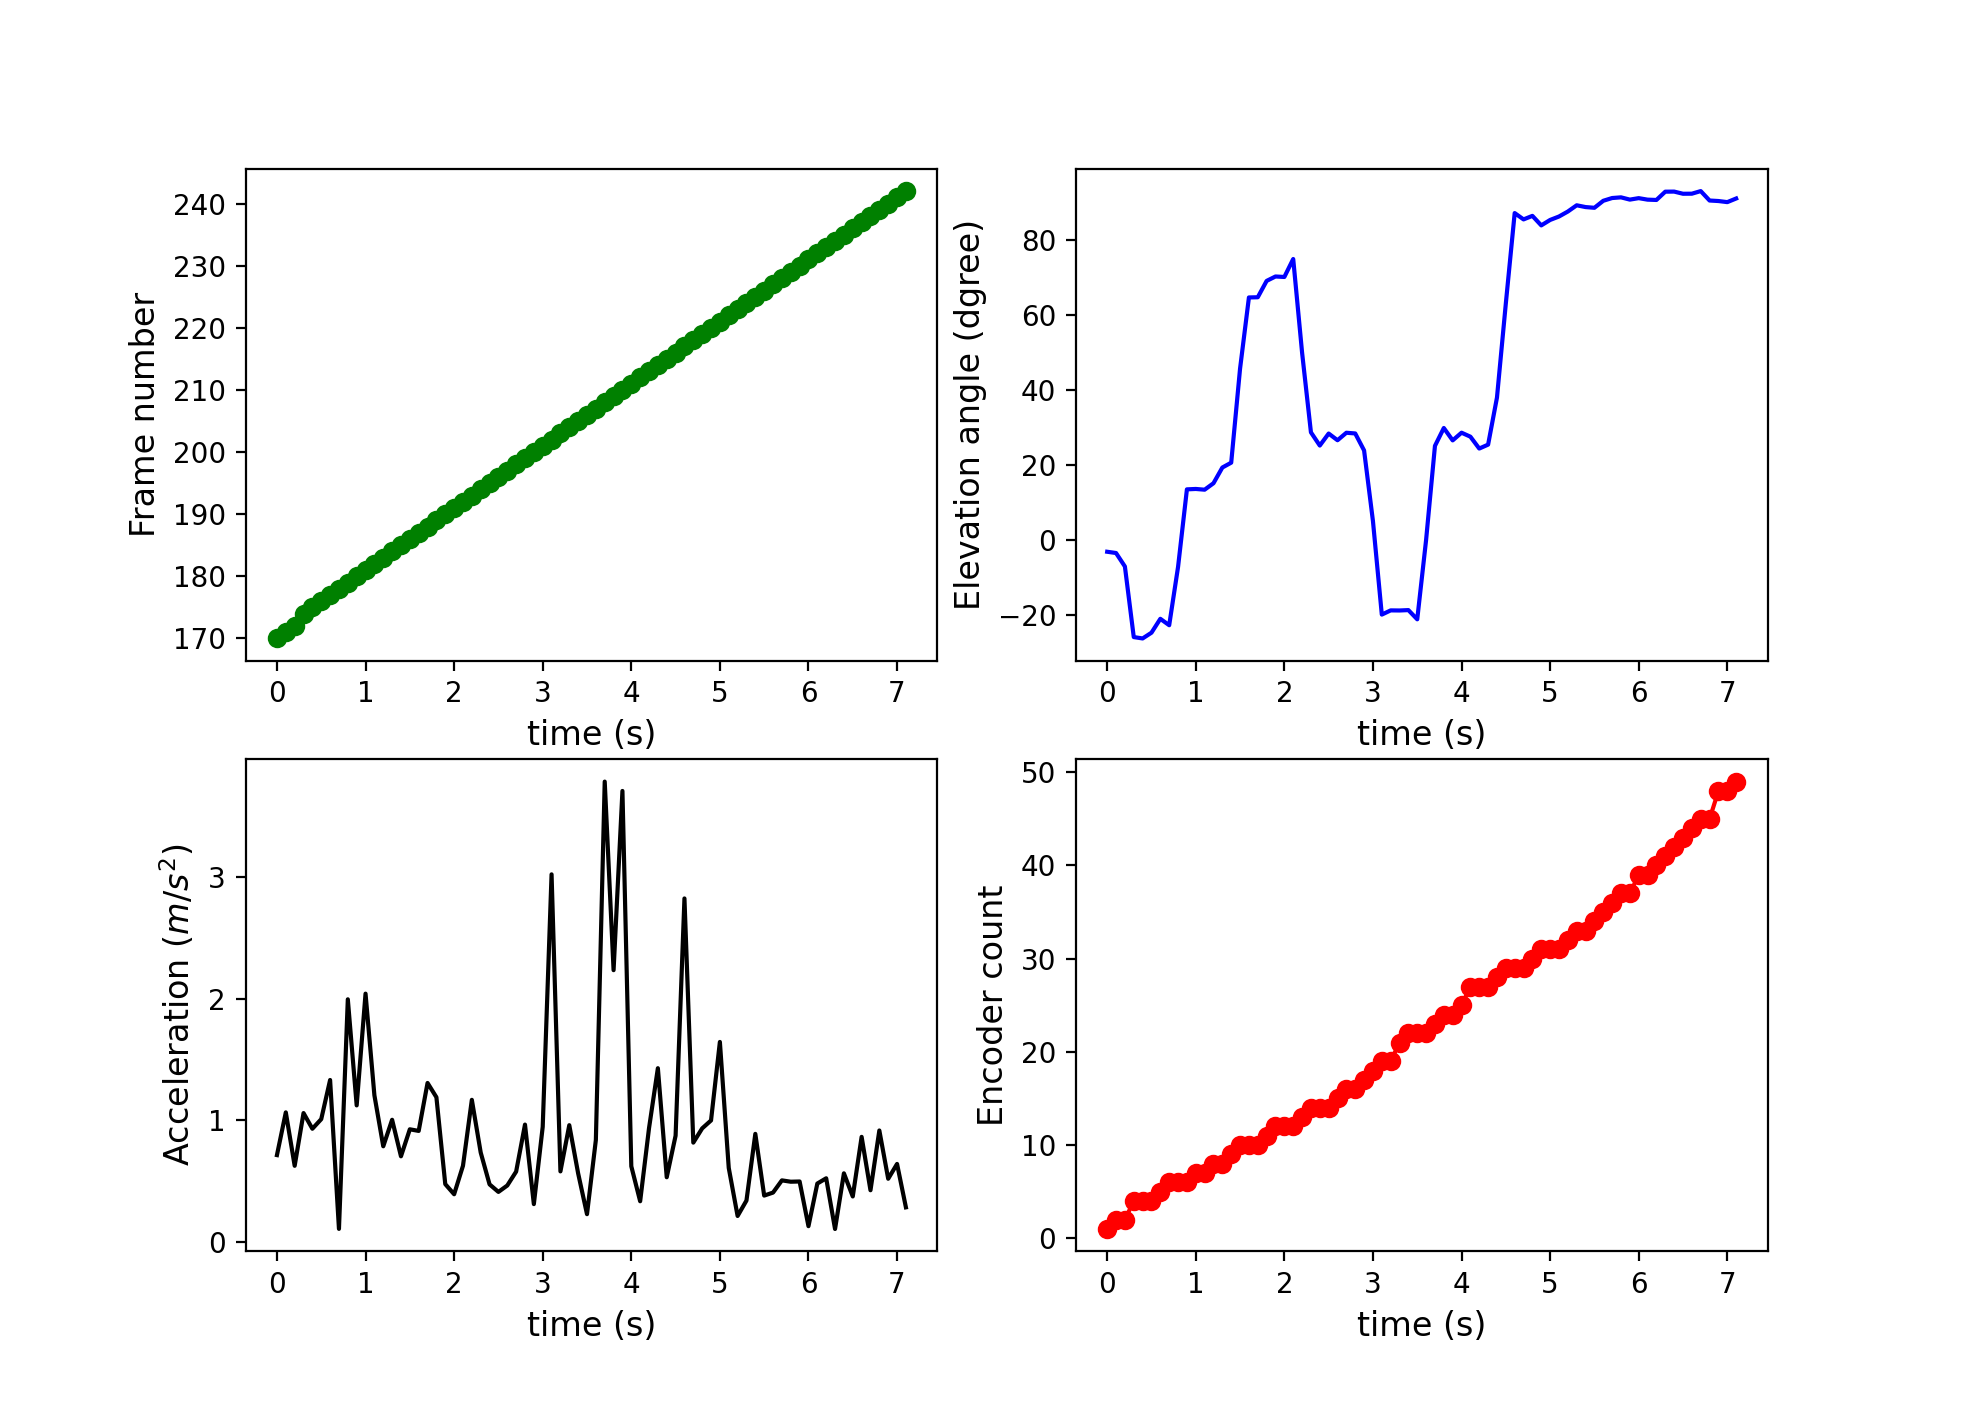 240
230
220
210
200
190
180
170
Frame number
0 1 2 3 4 5 6 7
time (s)
80
60
40
20
0
−20
Elevation angle (dgree)
0 1 2 3 4 5 6 7
time (s)
3
2
1
0
Acceleration (m/s²)
0 1 2 3 4 5 6 7
time (s)
50
40
30
20
10
0
Encoder count
0 1 2 3 4 5 6 7
time (s)